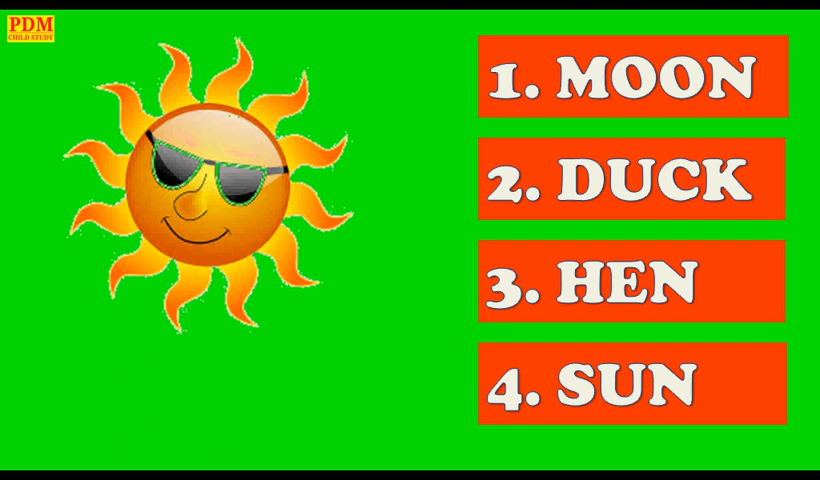 PDM
CHILD STUDY
1. MOON
2. DUCK
3. HEN
4. SUN